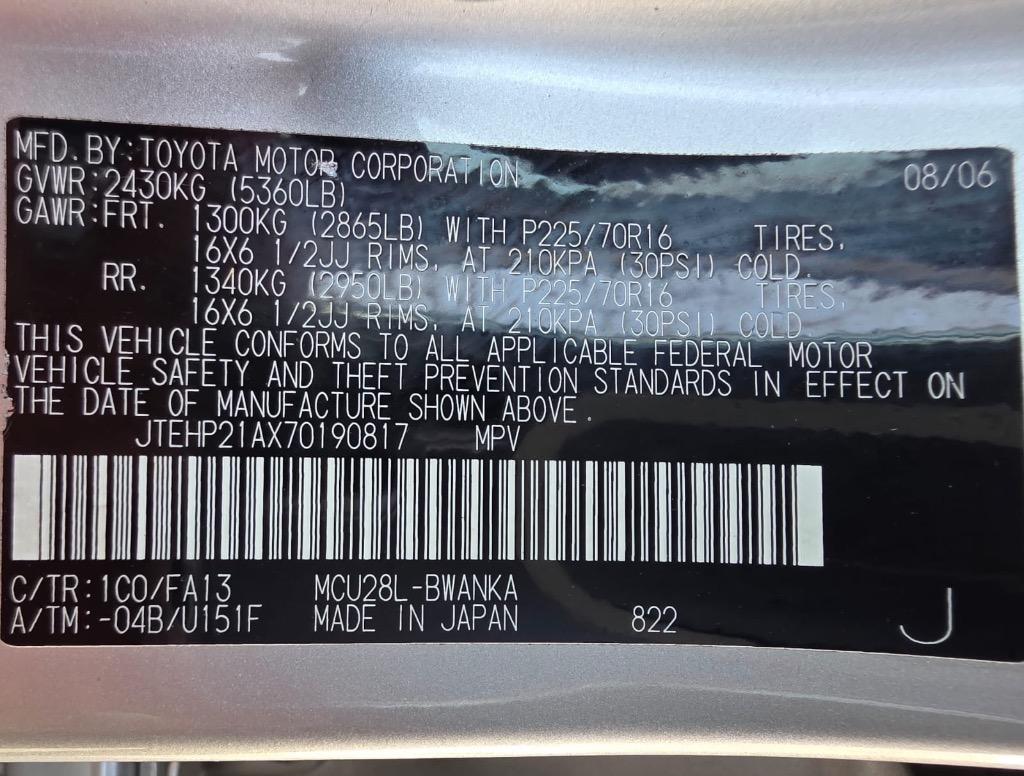 MFD. BY: TOYOTA MOTOR CORPORATION 08/06
GVWR: 2430KG (5360LB)
GAWR: FRT. 1300KG (2865LB) WITH P225/70R16 TIRES,
16X6 1/2JJ RIMS, AT 210KPA (30PSI) COLD.
RR. 1340KG (2950LB) WITH P225/70R16 TIRES,
16X6 1/2JJ RIMS, AT 210KPA (30PSI) COLD.
THIS VEHICLE CONFORMS TO ALL APPLICABLE FEDERAL MOTOR
VEHICLE SAFETY AND THEFT PREVENTION STANDARDS IN EFFECT ON
THE DATE OF MANUFACTURE SHOWN ABOVE.
JTEHP21AX70190817 MPV
C/TR: 1C0/FA13 MCU28L-BWANKA
A/TM: -04B/U151F MADE IN JAPAN 822 J